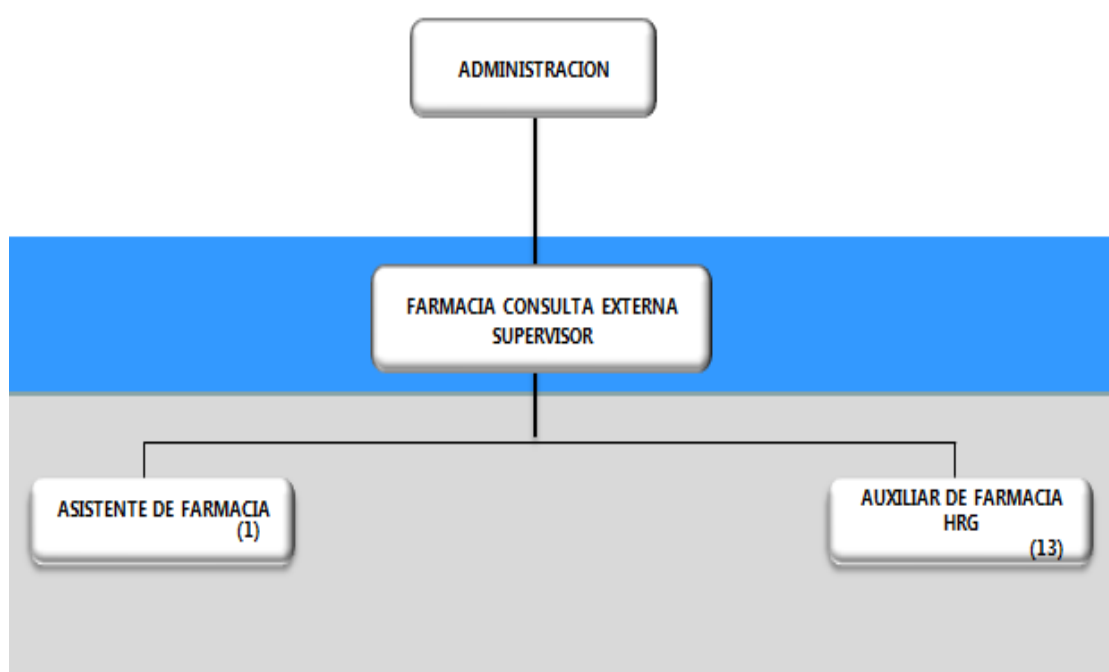 ADMINISTRACION
FARMACIA CONSULTA EXTERNA
SUPERVISOR
ASISTENTE DE FARMACIA
(1)
AUXILIAR DE FARMACIA
HRG
(13)